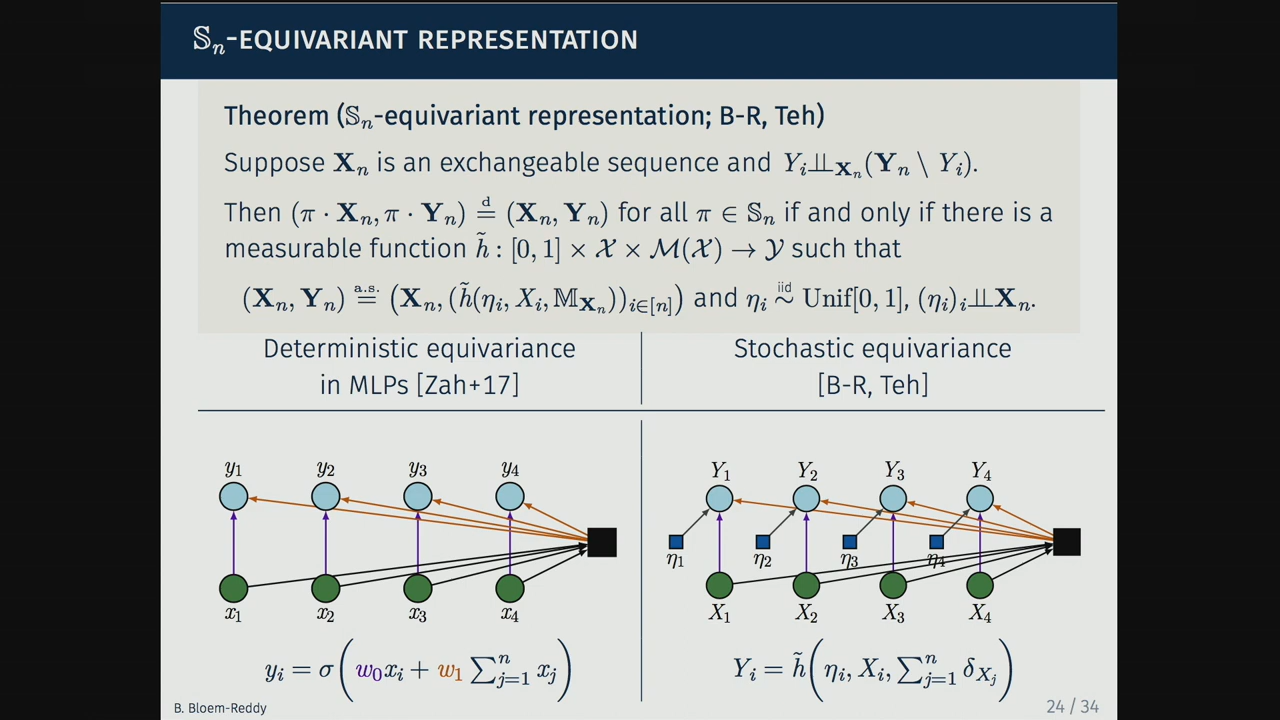 𝕊ₙ-EQUIVARIANT REPRESENTATION
Theorem (𝕊ₙ-equivariant representation; B-R, Teh)
Suppose 𝐗ₙ is an exchangeable sequence and Yᵢ⫫_𝐗ₙ(𝐘ₙ \ Yᵢ).
Then (π · 𝐗ₙ, π · 𝐘ₙ) =ᵈ (𝐗ₙ, 𝐘ₙ) for all π ∈ 𝕊ₙ if and only if there is a
measurable function h̃ : [0, 1] × 𝒳 × ℳ(𝒳) → 𝒴 such that
(𝐗ₙ, 𝐘ₙ) =ᵃ·ˢ· (𝐗ₙ, (h̃(ηᵢ, Xᵢ, 𝕄_𝐗ₙ))_{i∈[n]}) and ηᵢ ~ⁱⁱᵈ Unif[0, 1], (ηᵢ)ᵢ⫫𝐗ₙ.
Deterministic equivariance
in MLPs [Zah+17]
Stochastic equivariance
[B-R, Teh]
y₁ y₂ y₃ y₄
x₁ x₂ x₃ x₄
yᵢ = σ(w₀xᵢ + w₁ ∑ⁿⱼ₌₁ xⱼ)
Y₁ Y₂ Y₃ Y₄
η₁ η₂ η₃ η₄
X₁ X₂ X₃ X₄
Yᵢ = h̃(ηᵢ, Xᵢ, ∑ⁿⱼ₌₁ δ_Xⱼ)
B. Bloem-Reddy
24 / 34